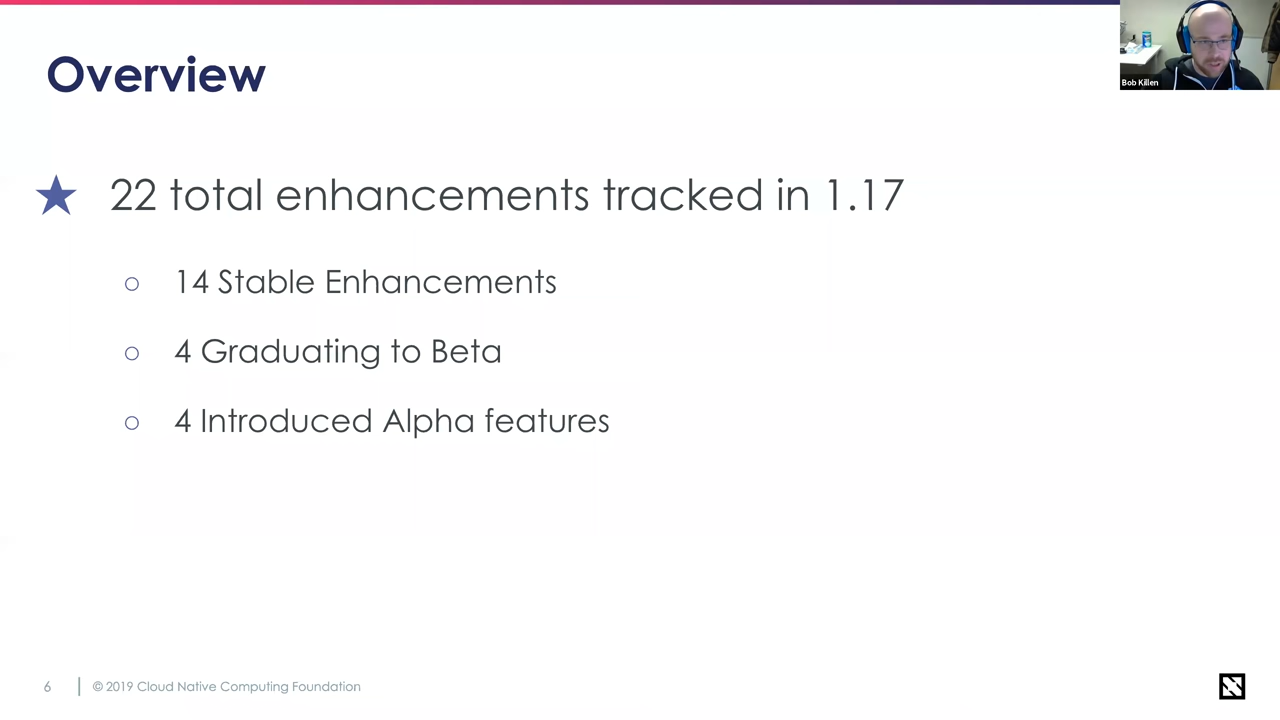 Overview
Bob Killen
★ 22 total enhancements tracked in 1.17
○ 14 Stable Enhancements
○ 4 Graduating to Beta
○ 4 Introduced Alpha features
6 | © 2019 Cloud Native Computing Foundation